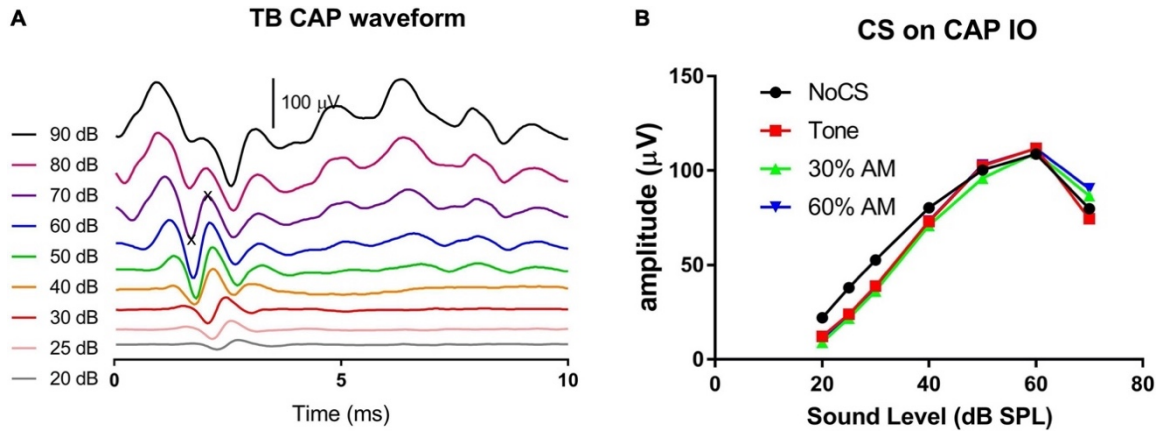 A
TB CAP waveform
100 μV
90 dB
80 dB
70 dB
60 dB
50 dB
40 dB
30 dB
25 dB
20 dB
x
x
0
5
10
Time (ms)
B
CS on CAP IO
150
100
50
0
amplitude (μV)
NoCS
Tone
30% AM
60% AM
0
20
40
60
80
Sound Level (dB SPL)